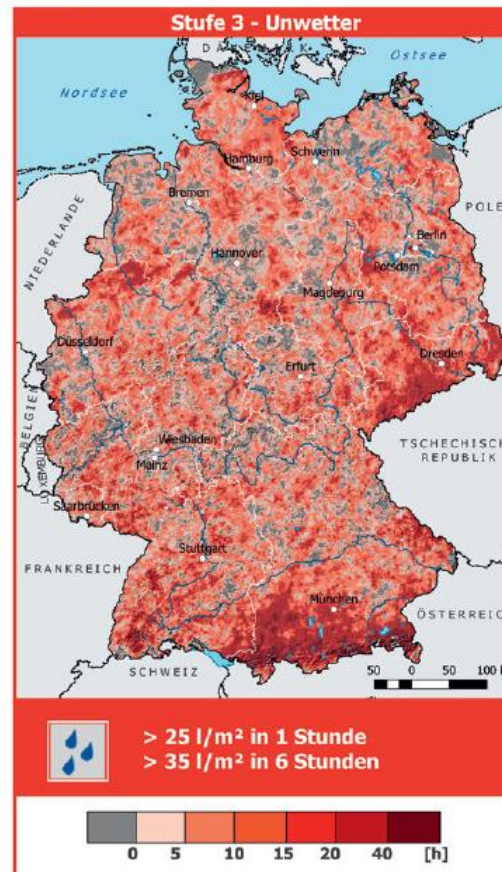 Stufe 3 - Unwetter
DÄNEMARK
Ostsee
Nordsee
Kiel
Schwerin
Hamburg
Bremen
POLE
NIEDERLANDE
Berlin
Hannover
Potsdam
Magdeburg
Düsseldorf
Dresden
Erfurt
BELGIEN
Wiesbaden
Mainz
TSCHECHISCH
REPUBLIK
LUXEMBURG
Saarbrücken
Stuttgart
FRANKREICH
München
ÖSTERREIC
SCHWEIZ
50 0 50 100 k
> 25 l/m² in 1 Stunde
> 35 l/m² in 6 Stunden
0 5 10 15 20 40 [h]